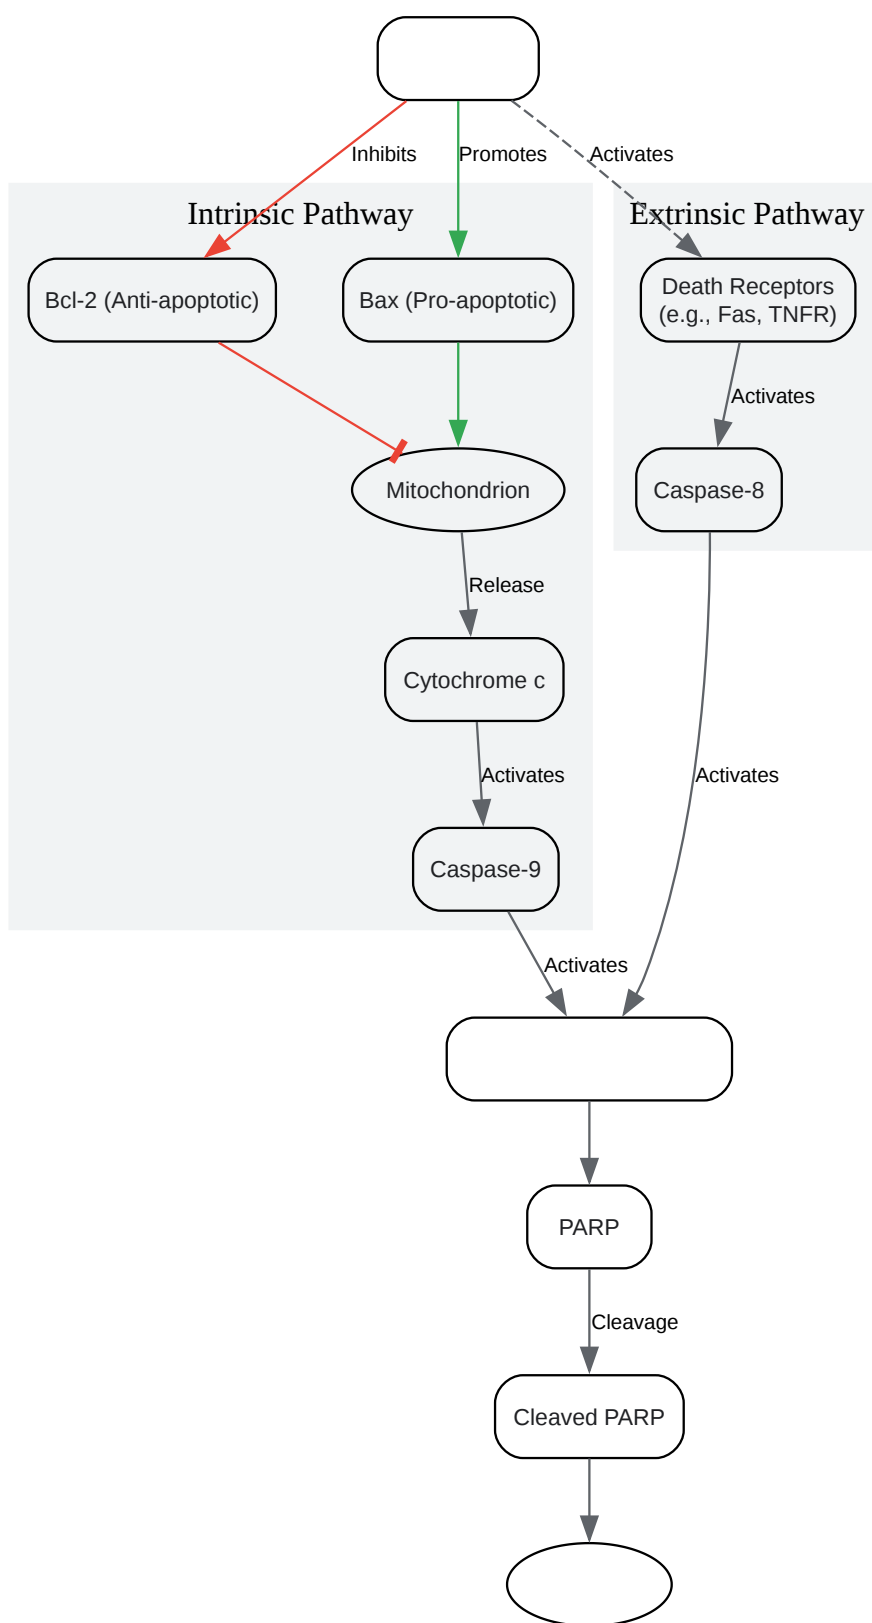 Inhibits
Promotes
Activates
Intrinsic Pathway
Extrinsic Pathway
Bcl-2 (Anti-apoptotic)
Bax (Pro-apoptotic)
Death Receptors
(e.g., Fas, TNFR)
Activates
Mitochondrion
Caspase-8
Release
Cytochrome c
Activates
Activates
Caspase-9
Activates
PARP
Cleavage
Cleaved PARP